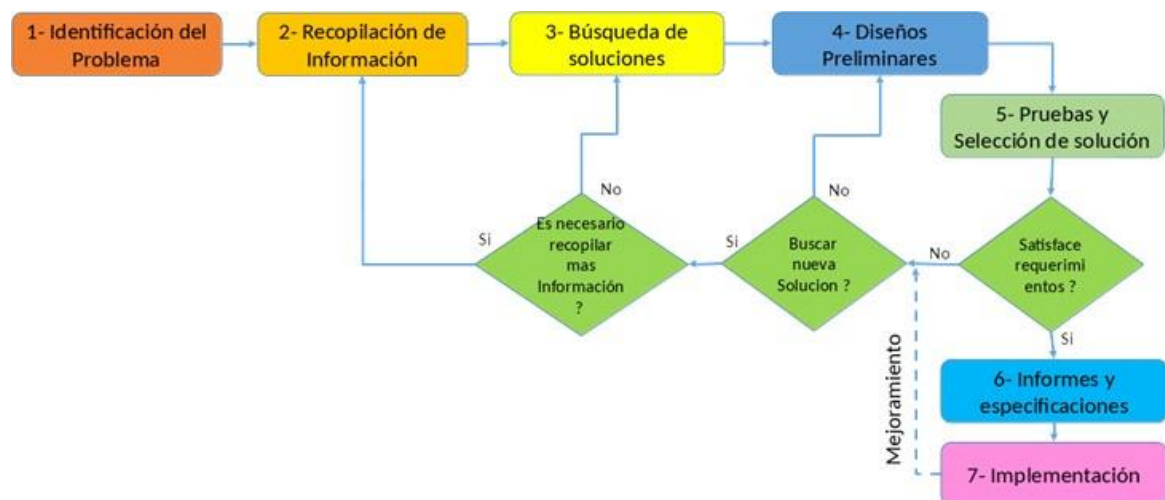 1- Identificación del
Problema
2- Recopilación de
Información
3- Búsqueda de
soluciones
4- Diseños
Preliminares
5- Pruebas y
Selección de solución
No
No
Si
Es necesario
recopilar
mas
Información
?
Si
Buscar
nueva
Solucion ?
No
Satisface
requerimi
entos ?
Si
Mejoramiento
6- Informes y
especificaciones
7- Implementación